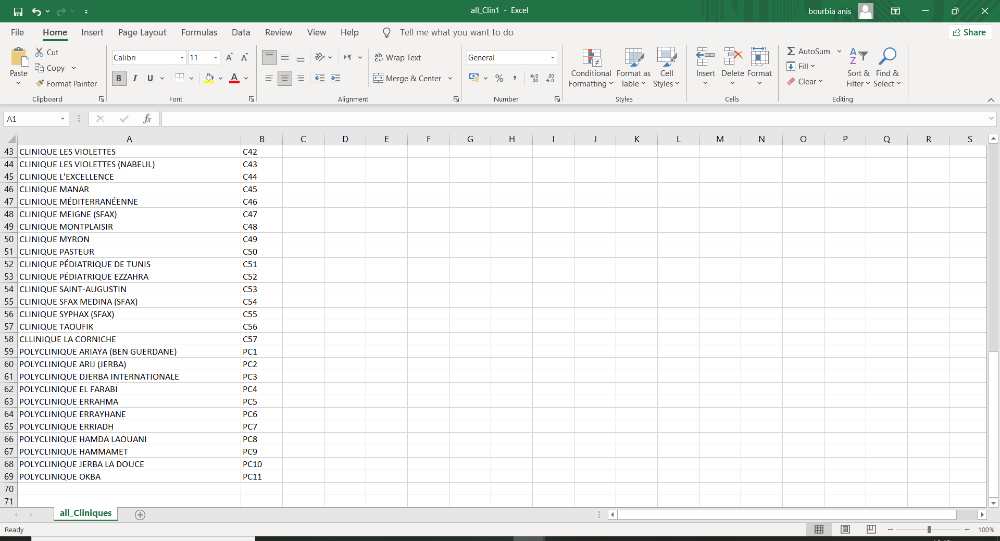 all_Clin1 - Excel
bourbia anis
File Home Insert Page Layout Formulas Data Review View Help Tell me what you want to do Share
Paste
Cut
Copy
Format Painter
Clipboard
Calibri 11
B I U
Font
Wrap Text
Merge & Center
Alignment
General
Number
Conditional Formatting
Format as Table
Cell Styles
Styles
Insert Delete Format
Cells
AutoSum
Fill
Clear
Sort & Filter
Find & Select
Editing
A1 fx
A B C D E F G H I J K L M N O P Q R S
43 CLINIQUE LES VIOLETTES C42
44 CLINIQUE LES VIOLETTES (NABEUL) C43
45 CLINIQUE L'EXCELLENCE C44
46 CLINIQUE MANAR C45
47 CLINIQUE MÉDITERRANÉENNE C46
48 CLINIQUE MEIGNE (SFAX) C47
49 CLINIQUE MONTPLAISIR C48
50 CLINIQUE MYRON C49
51 CLINIQUE PASTEUR C50
52 CLINIQUE PÉDIATRIQUE DE TUNIS C51
53 CLINIQUE PÉDIATRIQUE EZZAHRA C52
54 CLINIQUE SAINT-AUGUSTIN C53
55 CLINIQUE SFAX MEDINA (SFAX) C54
56 CLINIQUE SYPHAX (SFAX) C55
57 CLINIQUE TAOUFIK C56
58 CLLINIQUE LA CORNICHE C57
59 POLYCLINIQUE ARIAYA (BEN GUERDANE) PC1
60 POLYCLINIQUE ARIJ (JERBA) PC2
61 POLYCLINIQUE DJERBA INTERNATIONALE PC3
62 POLYCLINIQUE EL FARABI PC4
63 POLYCLINIQUE ERRAHMA PC5
64 POLYCLINIQUE ERRAYHANE PC6
65 POLYCLINIQUE ERRIADH PC7
66 POLYCLINIQUE HAMDA LAOUANI PC8
67 POLYCLINIQUE HAMMAMET PC9
68 POLYCLINIQUE JERBA LA DOUCE PC10
69 POLYCLINIQUE OKBA PC11
70
71
all_Cliniques
Ready
100%